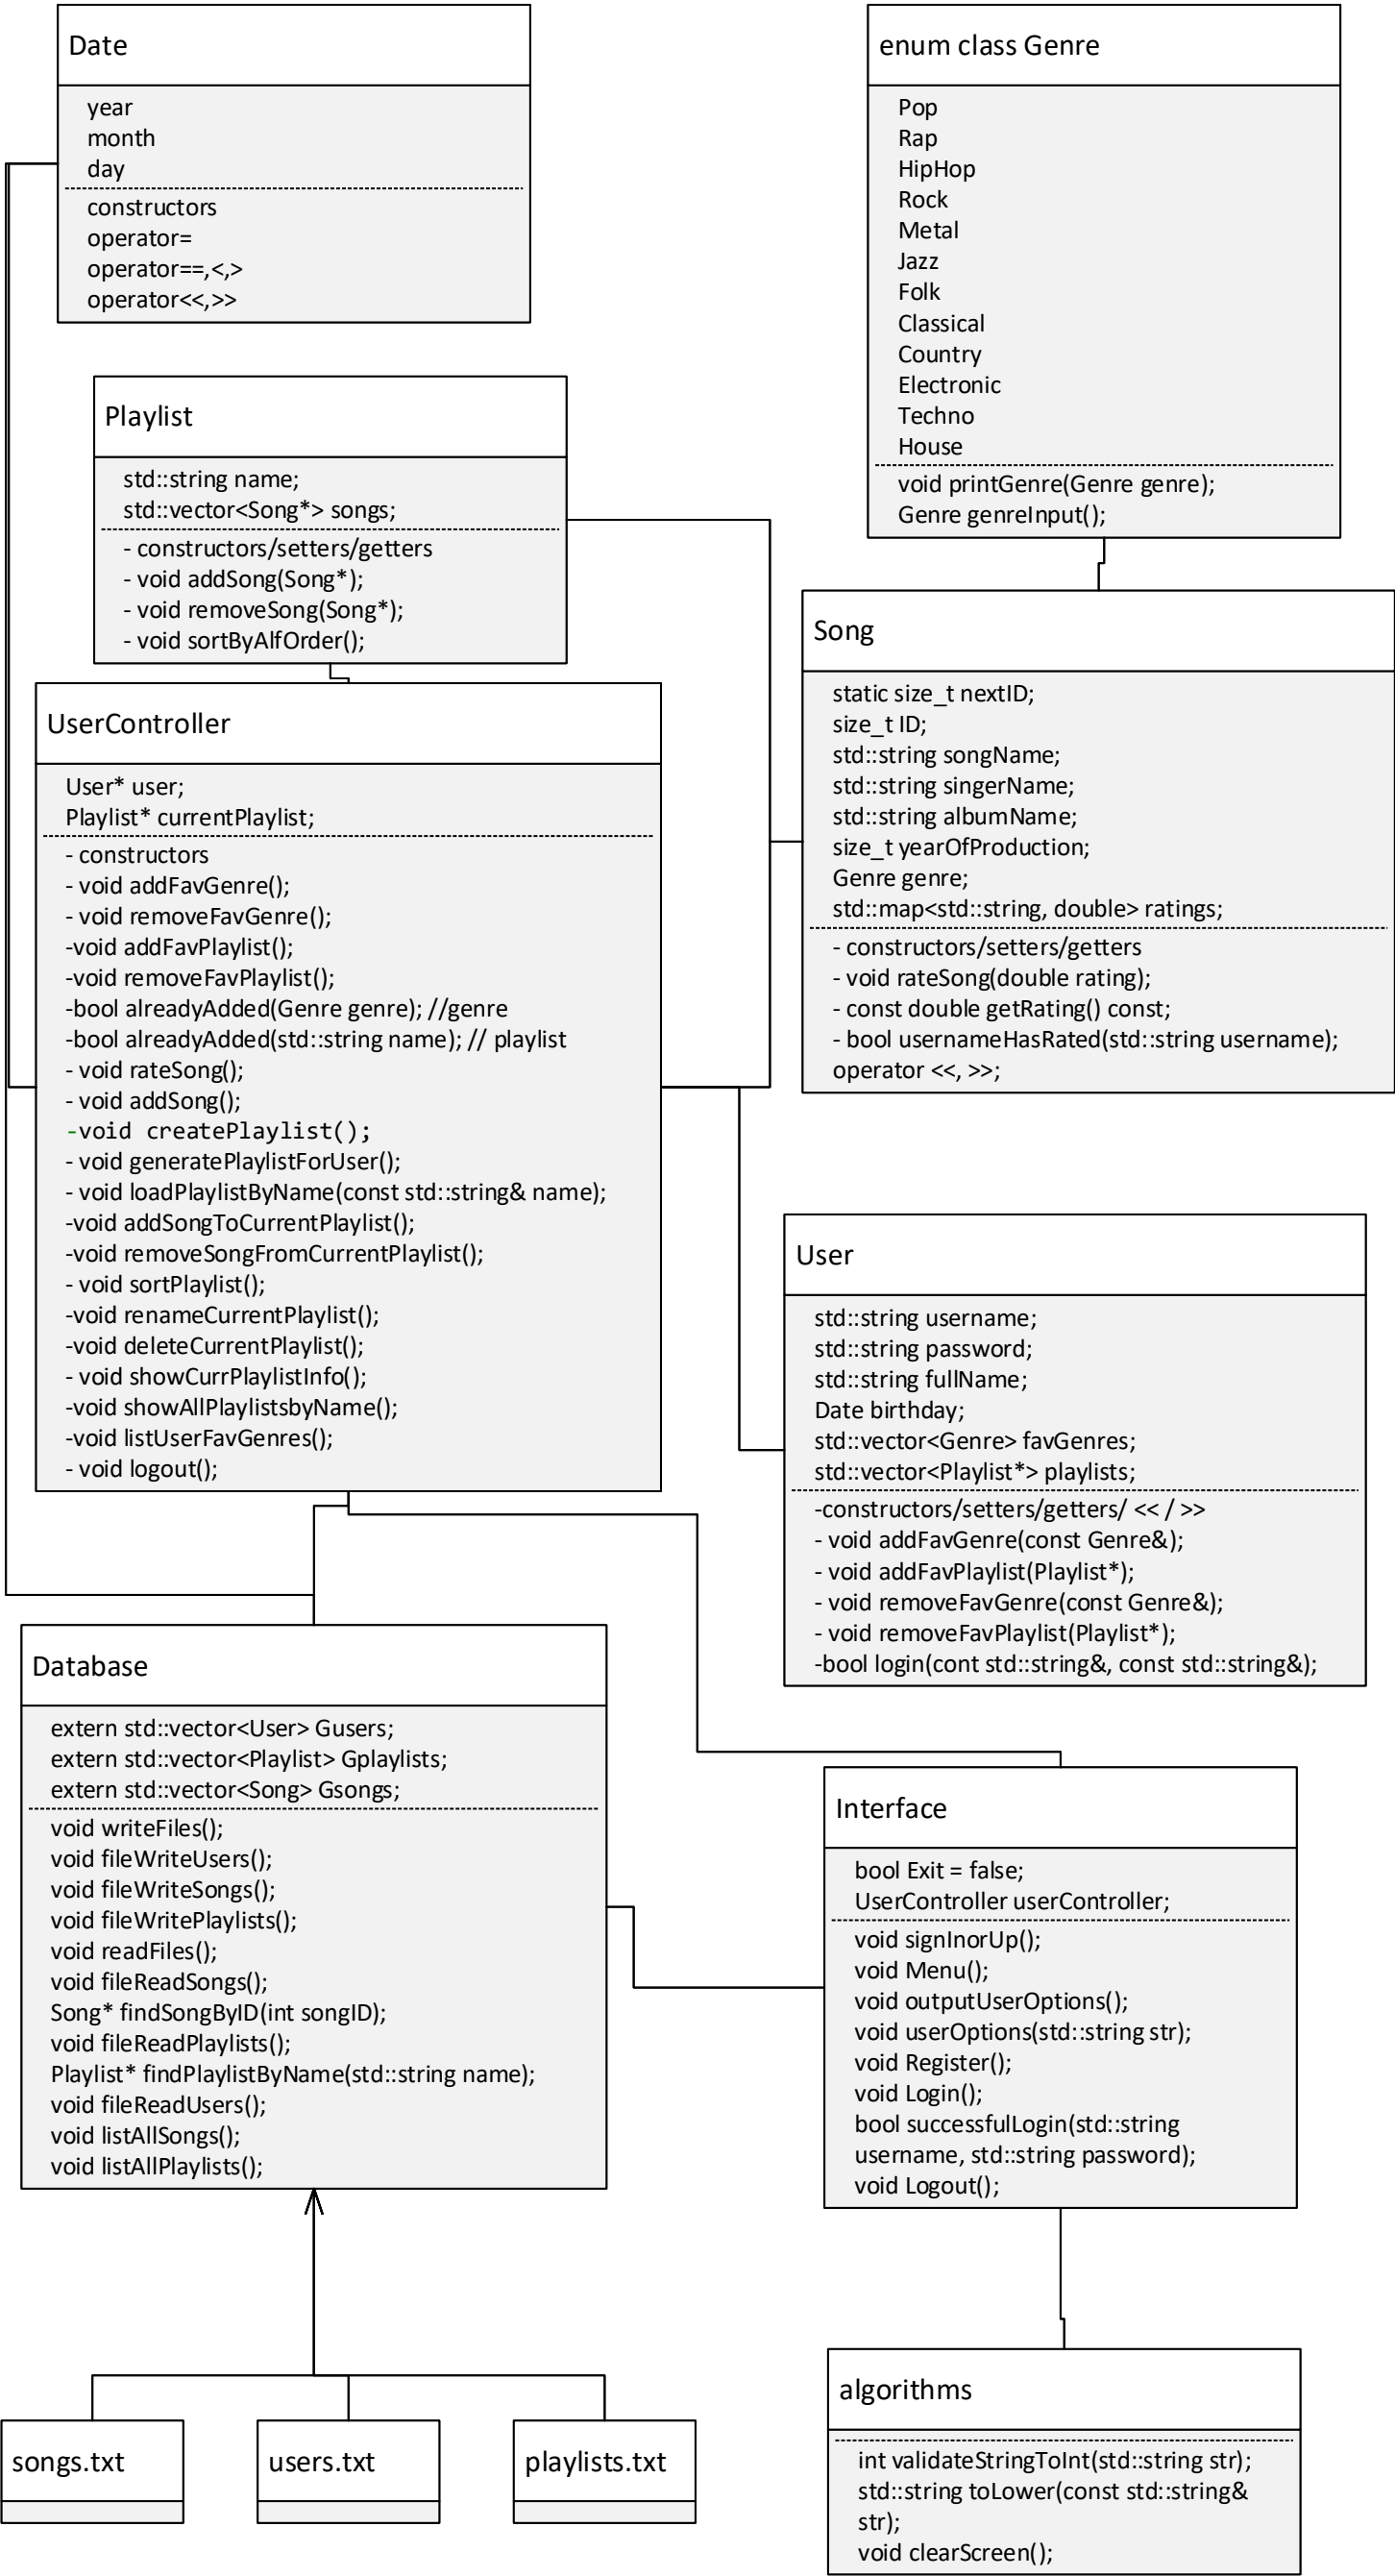 Date
year
month
day
constructors
operator=
operator==,<,>
operator<<,>>
enum class Genre
Pop
Rap
HipHop
Rock
Metal
Jazz
Folk
Classical
Country
Electronic
Techno
House
void printGenre(Genre genre);
Genre genreInput();
Playlist
std::string name;
std::vector<Song*> songs;
- constructors/setters/getters
- void addSong(Song*);
- void removeSong(Song*);
- void sortByAlfOrder();
Song
static size_t nextID;
size_t ID;
std::string songName;
std::string singerName;
std::string albumName;
size_t yearOfProduction;
Genre genre;
std::map<std::string, double> ratings;
- constructors/setters/getters
- void rateSong(double rating);
- const double getRating() const;
- bool usernameHasRated(std::string username);
operator <<, >>;
UserController
User* user;
Playlist* currentPlaylist;
- constructors
- void addFavGenre();
- void removeFavGenre();
-void addFavPlaylist();
-void removeFavPlaylist();
-bool alreadyAdded(Genre genre); //genre
-bool alreadyAdded(std::string name); // playlist
- void rateSong();
- void addSong();
-void createPlaylist();
- void generatePlaylistForUser();
- void loadPlaylistByName(const std::string& name);
-void addSongToCurrentPlaylist();
-void removeSongFromCurrentPlaylist();
- void sortPlaylist();
-void renameCurrentPlaylist();
-void deleteCurrentPlaylist();
- void showCurrPlaylistInfo();
-void showAllPlaylistsbyName();
-void listUserFavGenres();
- void logout();
User
std::string username;
std::string password;
std::string fullName;
Date birthday;
std::vector<Genre> favGenres;
std::vector<Playlist*> playlists;
-constructors/setters/getters/ << / >>
- void addFavGenre(const Genre&);
- void addFavPlaylist(Playlist*);
- void removeFavGenre(const Genre&);
- void removeFavPlaylist(Playlist*);
-bool login(cont std::string&, const std::string&);
Database
extern std::vector<User> Gusers;
extern std::vector<Playlist> Gplaylists;
extern std::vector<Song> Gsongs;
void writeFiles();
void fileWriteUsers();
void fileWriteSongs();
void fileWritePlaylists();
void readFiles();
void fileReadSongs();
Song* findSongByID(int songID);
void fileReadPlaylists();
Playlist* findPlaylistByName(std::string name);
void fileReadUsers();
void listAllSongs();
void listAllPlaylists();
Interface
bool Exit = false;
UserController userController;
void signInorUp();
void Menu();
void outputUserOptions();
void userOptions(std::string str);
void Register();
void Login();
bool successfulLogin(std::string
username, std::string password);
void Logout();
songs.txt
users.txt
playlists.txt
algorithms
int validateStringToInt(std::string str);
std::string toLower(const std::string&
str);
void clearScreen();